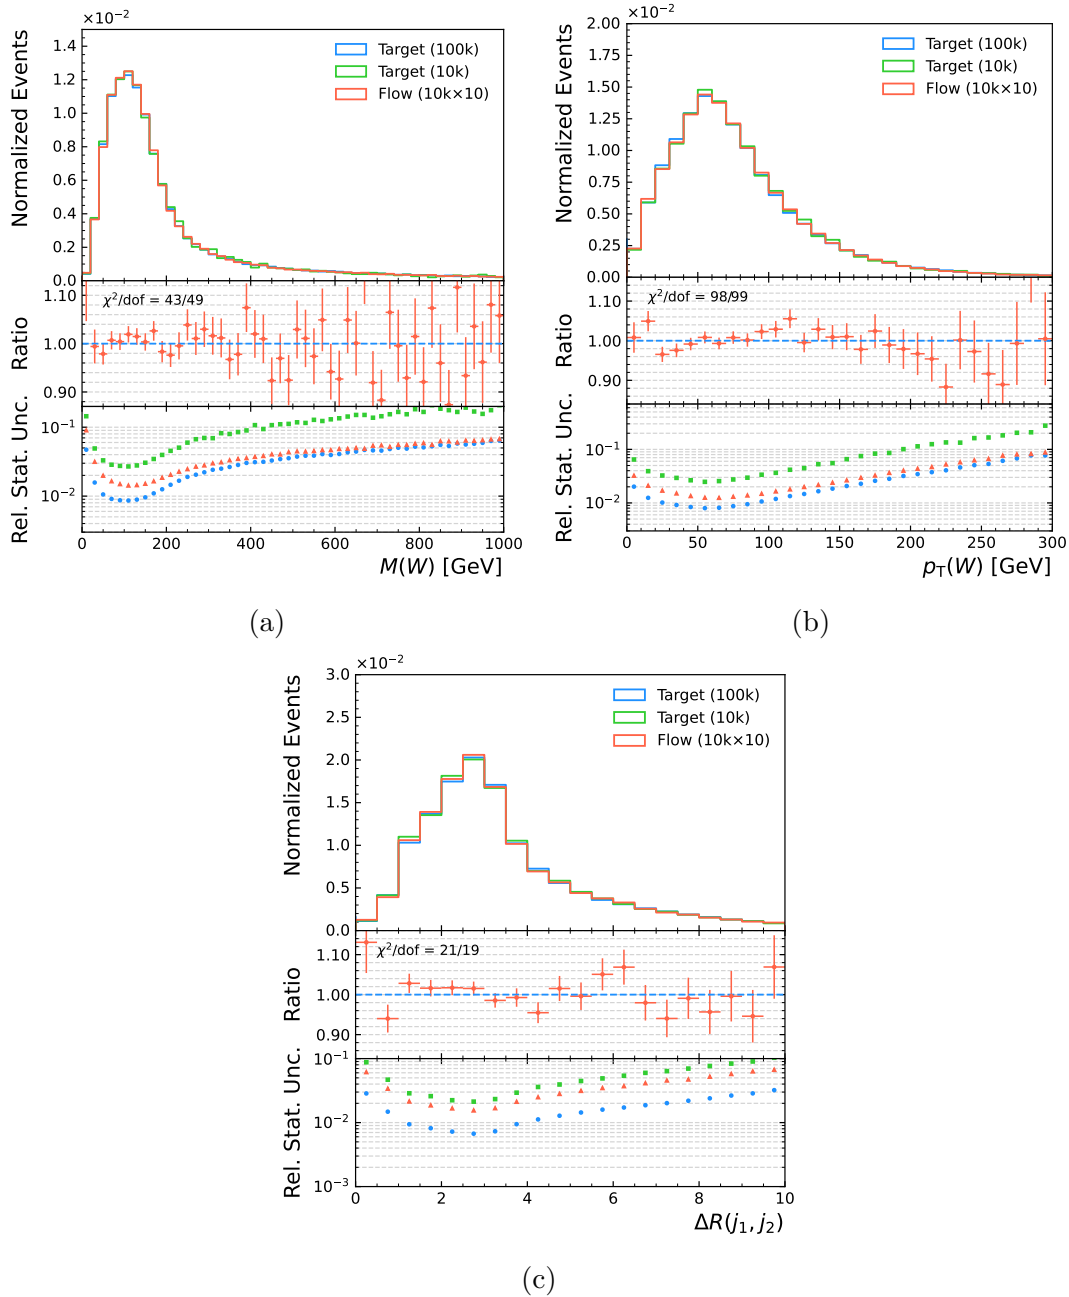 ×10⁻²
Normalized Events
1.4
1.2
1.0
0.8
0.6
0.4
0.2
0.0
Target (100k)
Target (10k)
Flow (10k×10)
Ratio
1.10
1.00
0.90
χ²/dof = 43/49
Rel. Stat. Unc.
10⁻¹
10⁻²
0 200 400 600 800 1000
M(W) [GeV]
(a)
×10⁻²
Normalized Events
2.00
1.75
1.50
1.25
1.00
0.75
0.50
0.25
0.00
Target (100k)
Target (10k)
Flow (10k×10)
Ratio
1.10
1.00
0.90
χ²/dof = 98/99
Rel. Stat. Unc.
10⁻¹
10⁻²
0 50 100 150 200 250 300
p_T(W) [GeV]
(b)
×10⁻²
Normalized Events
3.0
2.5
2.0
1.5
1.0
0.5
0.0
Target (100k)
Target (10k)
Flow (10k×10)
Ratio
1.10
1.00
0.90
χ²/dof = 21/19
Rel. Stat. Unc.
10⁻¹
10⁻²
10⁻³
0 2 4 6 8 10
ΔR(j₁, j₂)
(c)